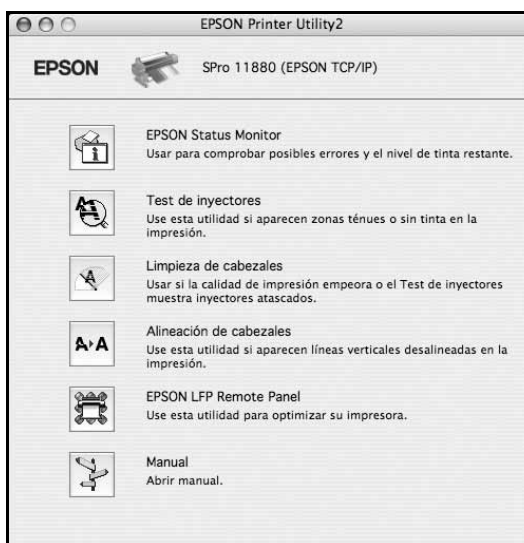 EPSON Printer Utility2
EPSON
SPro 11880 (EPSON TCP/IP)
EPSON Status Monitor
Usar para comprobar posibles errores y el nivel de tinta restante.
Test de inyectores
Use esta utilidad si aparecen zonas ténues o sin tinta en la
impresión.
Limpieza de cabezales
Usar si la calidad de impresión empeora o el Test de inyectores
muestra inyectores atascados.
A›A
Alineación de cabezales
Use esta utilidad si aparecen líneas verticales desalineadas en la
impresión.
EPSON LFP Remote Panel
Use esta utilidad para optimizar su impresora.
Manual
Abrir manual.